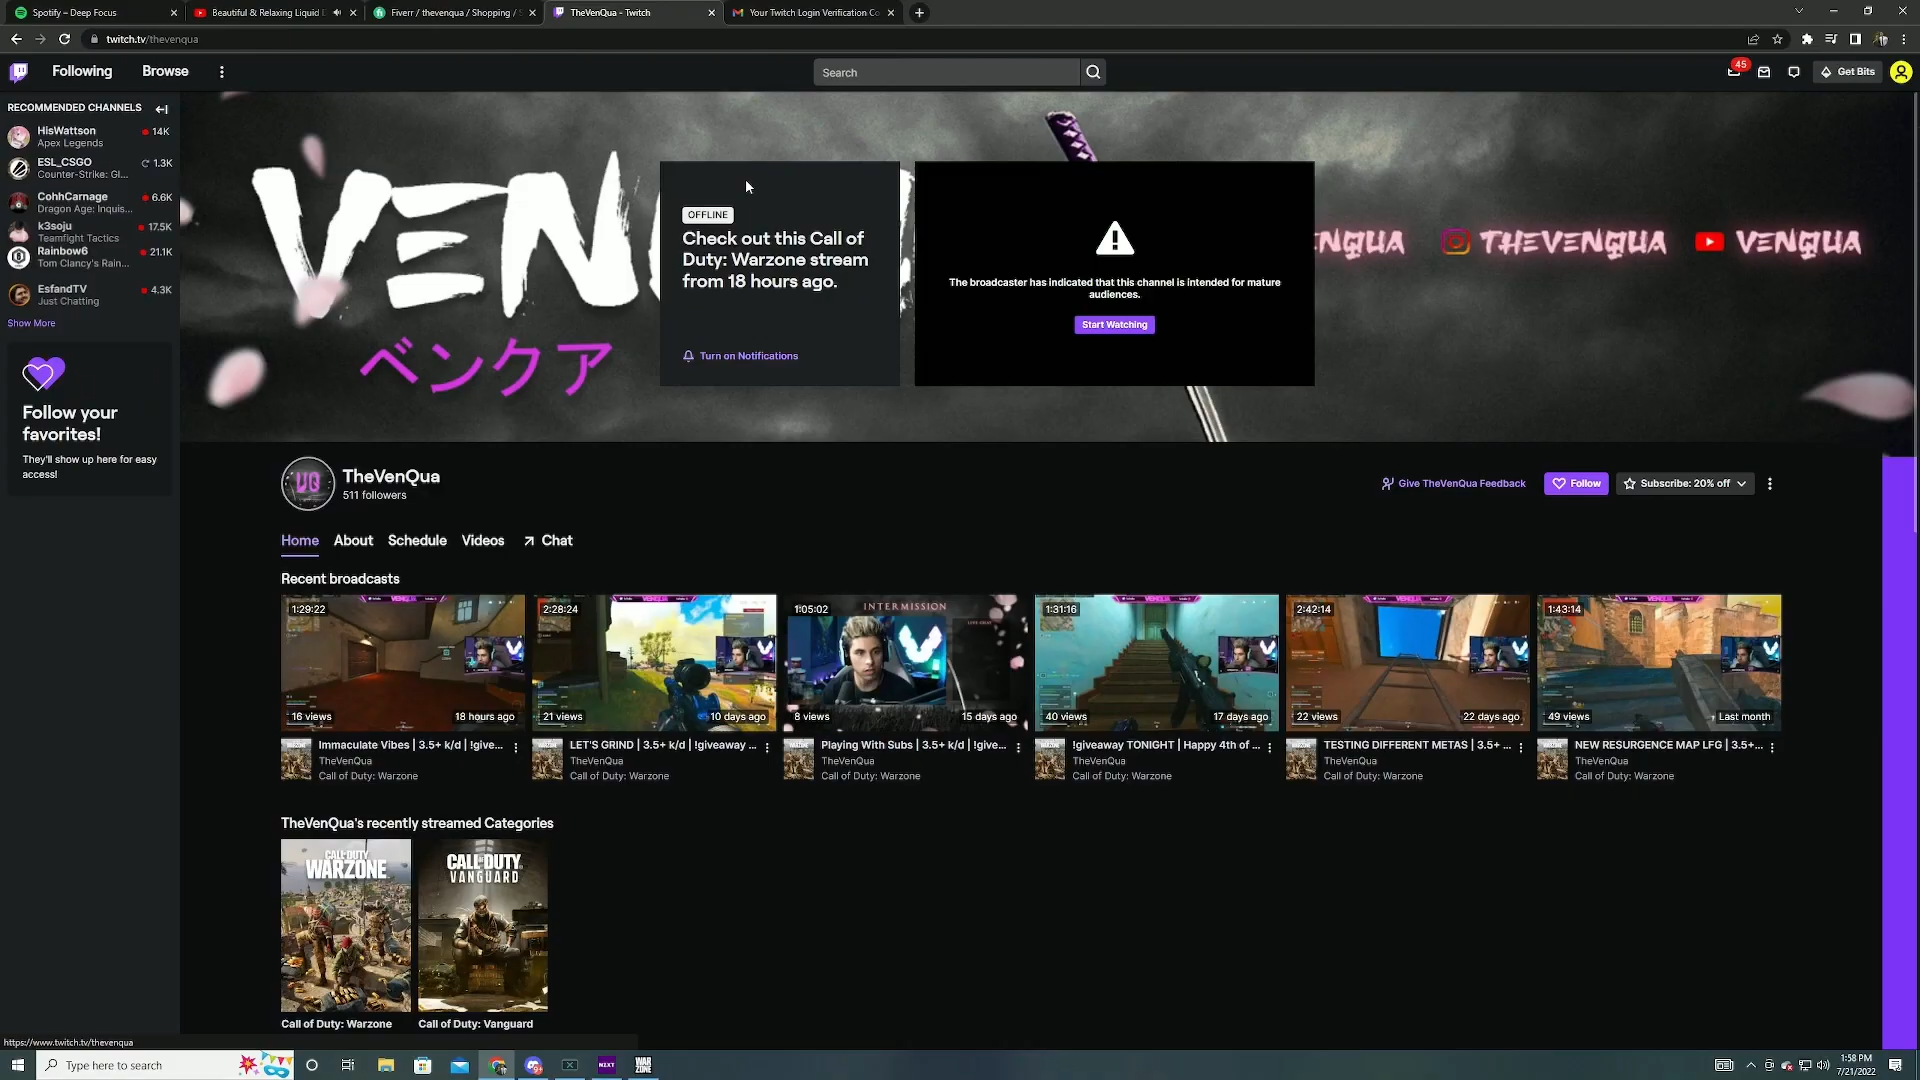 Spotify – Deep Focus
Beautiful & Relaxing Liquid D
Fiverr / thevenqua / Shopping / S
TheVenQua - Twitch
Your Twitch Login Verification Co
twitch.tv/thevenqua
Following
Browse
Search
45
Get Bits
RECOMMENDED CHANNELS
HisWattson
14K
Apex Legends
ESL_CSGO
1.3K
Counter-Strike: Gl...
CohhCarnage
6.6K
Dragon Age: Inquis...
k3soju
17.5K
Teamfight Tactics
Rainbow6
21.1K
Tom Clancy's Rain...
EsfandTV
4.3K
Just Chatting
Show More
Follow your
favorites!
They'll show up here for easy
access!
VEN
ベンクア
OFFLINE
Check out this Call of
Duty: Warzone stream
from 18 hours ago.
Turn on Notifications
The broadcaster has indicated that this channel is intended for mature
audiences.
Start Watching
NQUA
THEVENQUA
VENQUA
VQ
TheVenQua
511 followers
Give TheVenQua Feedback
Follow
Subscribe: 20% off
Home
About
Schedule
Videos
Chat
Recent broadcasts
1:29:22
16 views
18 hours ago
Immaculate Vibes | 3.5+ k/d | !give...
TheVenQua
Call of Duty: Warzone
2:28:24
21 views
10 days ago
LET'S GRIND | 3.5+ k/d | !giveaway ...
TheVenQua
Call of Duty: Warzone
1:05:02
INTERMISSION
8 views
15 days ago
Playing With Subs | 3.5+ k/d | !give...
TheVenQua
Call of Duty: Warzone
1:31:16
40 views
17 days ago
!giveaway TONIGHT | Happy 4th of ...
TheVenQua
Call of Duty: Warzone
2:42:14
22 views
22 days ago
TESTING DIFFERENT METAS | 3.5+ ...
TheVenQua
Call of Duty: Warzone
1:43:14
49 views
Last month
NEW RESURGENCE MAP LFG | 3.5+...
TheVenQua
Call of Duty: Warzone
TheVenQua's recently streamed Categories
CALL OF DUTY
WARZONE
CALL OF DUTY
VANGUARD
Call of Duty: Warzone
Call of Duty: Vanguard
https://www.twitch.tv/thevenqua
Type here to search
9+
NZXT
WAR
ZONE
1:58 PM
7/21/2022